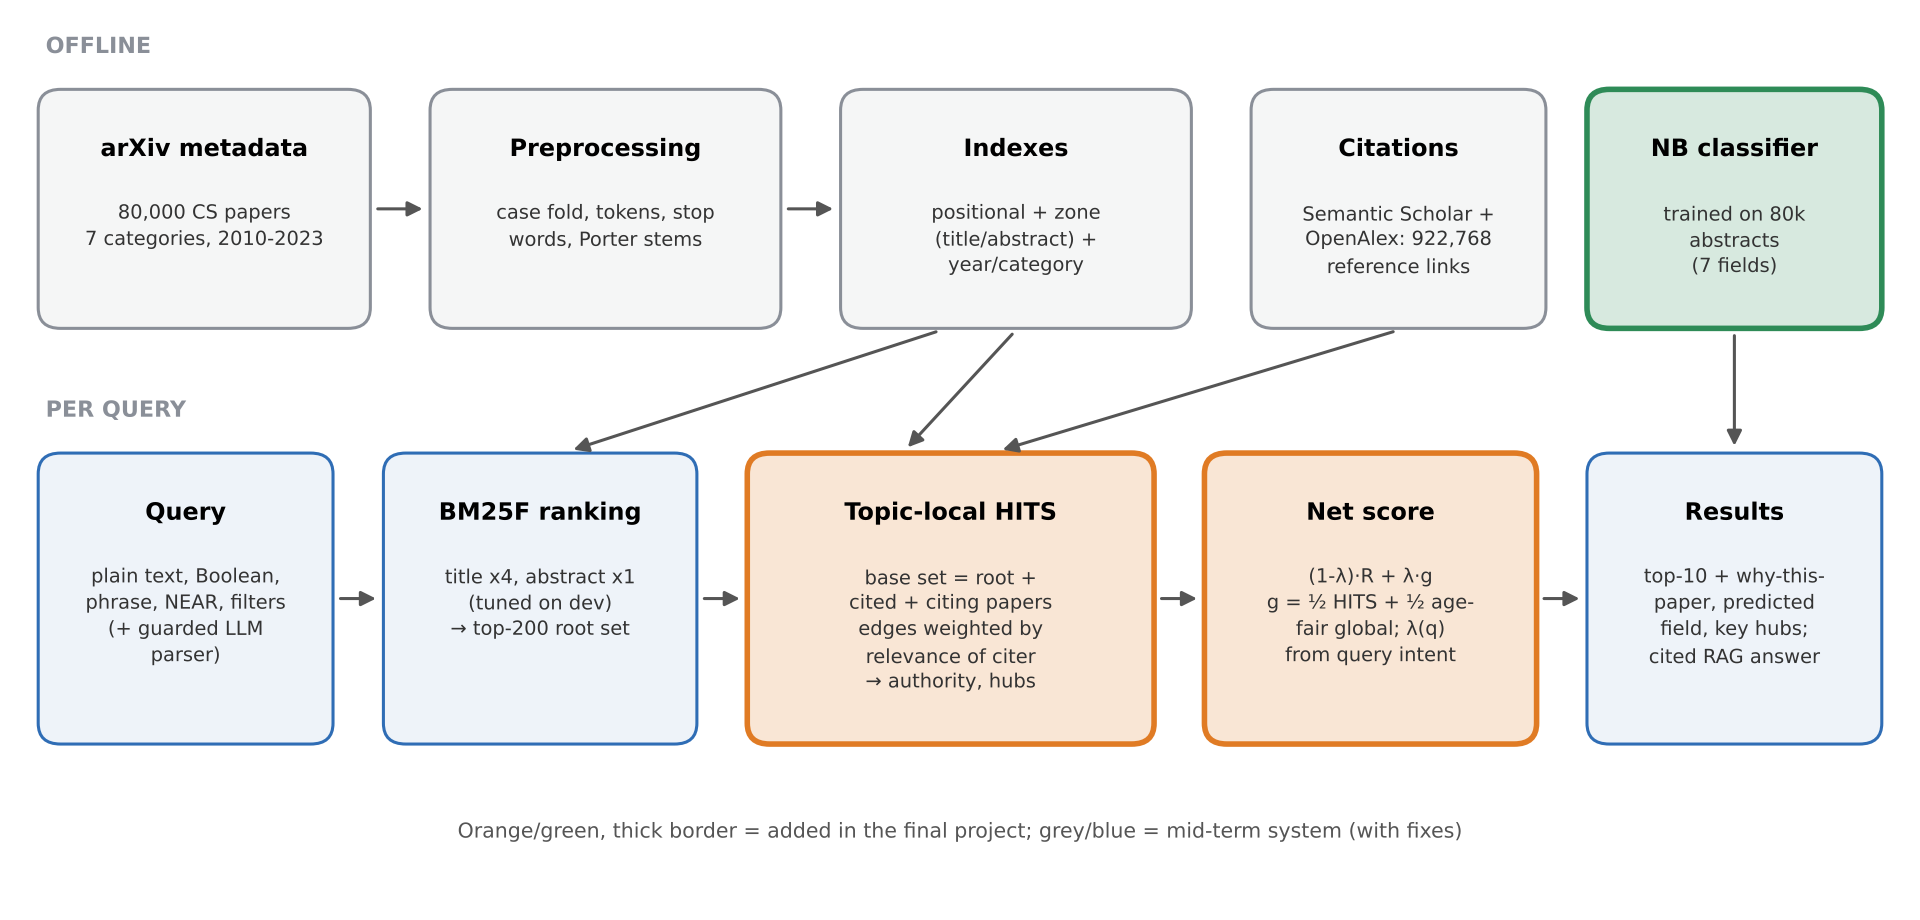 OFFLINE
arXiv metadata
80,000 CS papers
7 categories, 2010-2023
Preprocessing
case fold, tokens, stop
words, Porter stems
Indexes
positional + zone
(title/abstract) +
year/category
Citations
Semantic Scholar +
OpenAlex: 922,768
reference links
NB classifier
trained on 80k
abstracts
(7 fields)
PER QUERY
Query
plain text, Boolean,
phrase, NEAR, filters
(+ guarded LLM
parser)
BM25F ranking
title x4, abstract x1
(tuned on dev)
→ top-200 root set
Topic-local HITS
base set = root +
cited + citing papers
edges weighted by
relevance of citer
→ authority, hubs
Net score
(1-λ)·R + λ·g
g = ½ HITS + ½ age-
fair global; λ(q)
from query intent
Results
top-10 + why-this-
paper, predicted
field, key hubs;
cited RAG answer
Orange/green, thick border = added in the final project; grey/blue = mid-term system (with fixes)